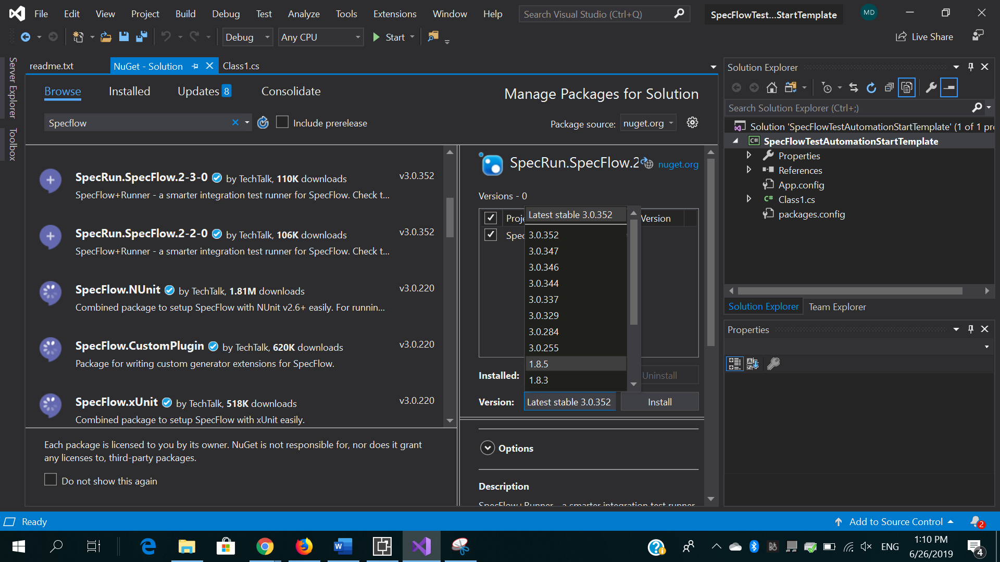 File Edit View Project Build Debug Test Analyze Tools Extensions Window Help
Search Visual Studio (Ctrl+Q)
SpecFlowTest...StartTemplate
MD
Debug
Any CPU
Start
Live Share
Server Explorer
Toolbox
readme.txt
NuGet - Solution
Class1.cs
Browse
Installed
Updates 8
Consolidate
Manage Packages for Solution
Specflow
Include prerelease
Package source: nuget.org
SpecRun.SpecFlow.2-3-0 by TechTalk, 110K downloads
v3.0.352
SpecFlow+Runner - a smarter integration test runner for SpecFlow. Check t...
SpecRun.SpecFlow.2-2-0 by TechTalk, 106K downloads
v3.0.352
SpecFlow+Runner - a smarter integration test runner for SpecFlow. Check t...
SpecFlow.NUnit by TechTalk, 1.81M downloads
v3.0.220
Combined package to setup SpecFlow with NUnit v2.6+ easily. For runnin...
SpecFlow.CustomPlugin by TechTalk, 620K downloads
v3.0.220
Package for writing custom generator extensions for SpecFlow.
SpecFlow.xUnit by TechTalk, 518K downloads
v3.0.220
Combined package to setup SpecFlow with xUnit easily.
Each package is licensed to you by its owner. NuGet is not responsible for, nor does it grant
any licenses to, third-party packages.
Do not show this again
SpecRun.SpecFlow.2
nuget.org
Versions - 0
Proje
Version
Spec
Latest stable 3.0.352
3.0.352
3.0.347
3.0.346
3.0.344
3.0.337
3.0.329
3.0.284
3.0.255
1.8.5
1.8.3
Installed:
Uninstall
Version:
Latest stable 3.0.352
Install
Options
Description
SpecFlow+Runner - a smarter integration test runner
Solution Explorer
Search Solution Explorer (Ctrl+;)
Solution 'SpecFlowTestAutomationStartTemplate' (1 of 1 pro
C# SpecFlowTestAutomationStartTemplate
Properties
References
App.config
C# Class1.cs
packages.config
Solution Explorer
Team Explorer
Properties
Ready
Add to Source Control
2
ENG
1:10 PM
6/26/2019
4